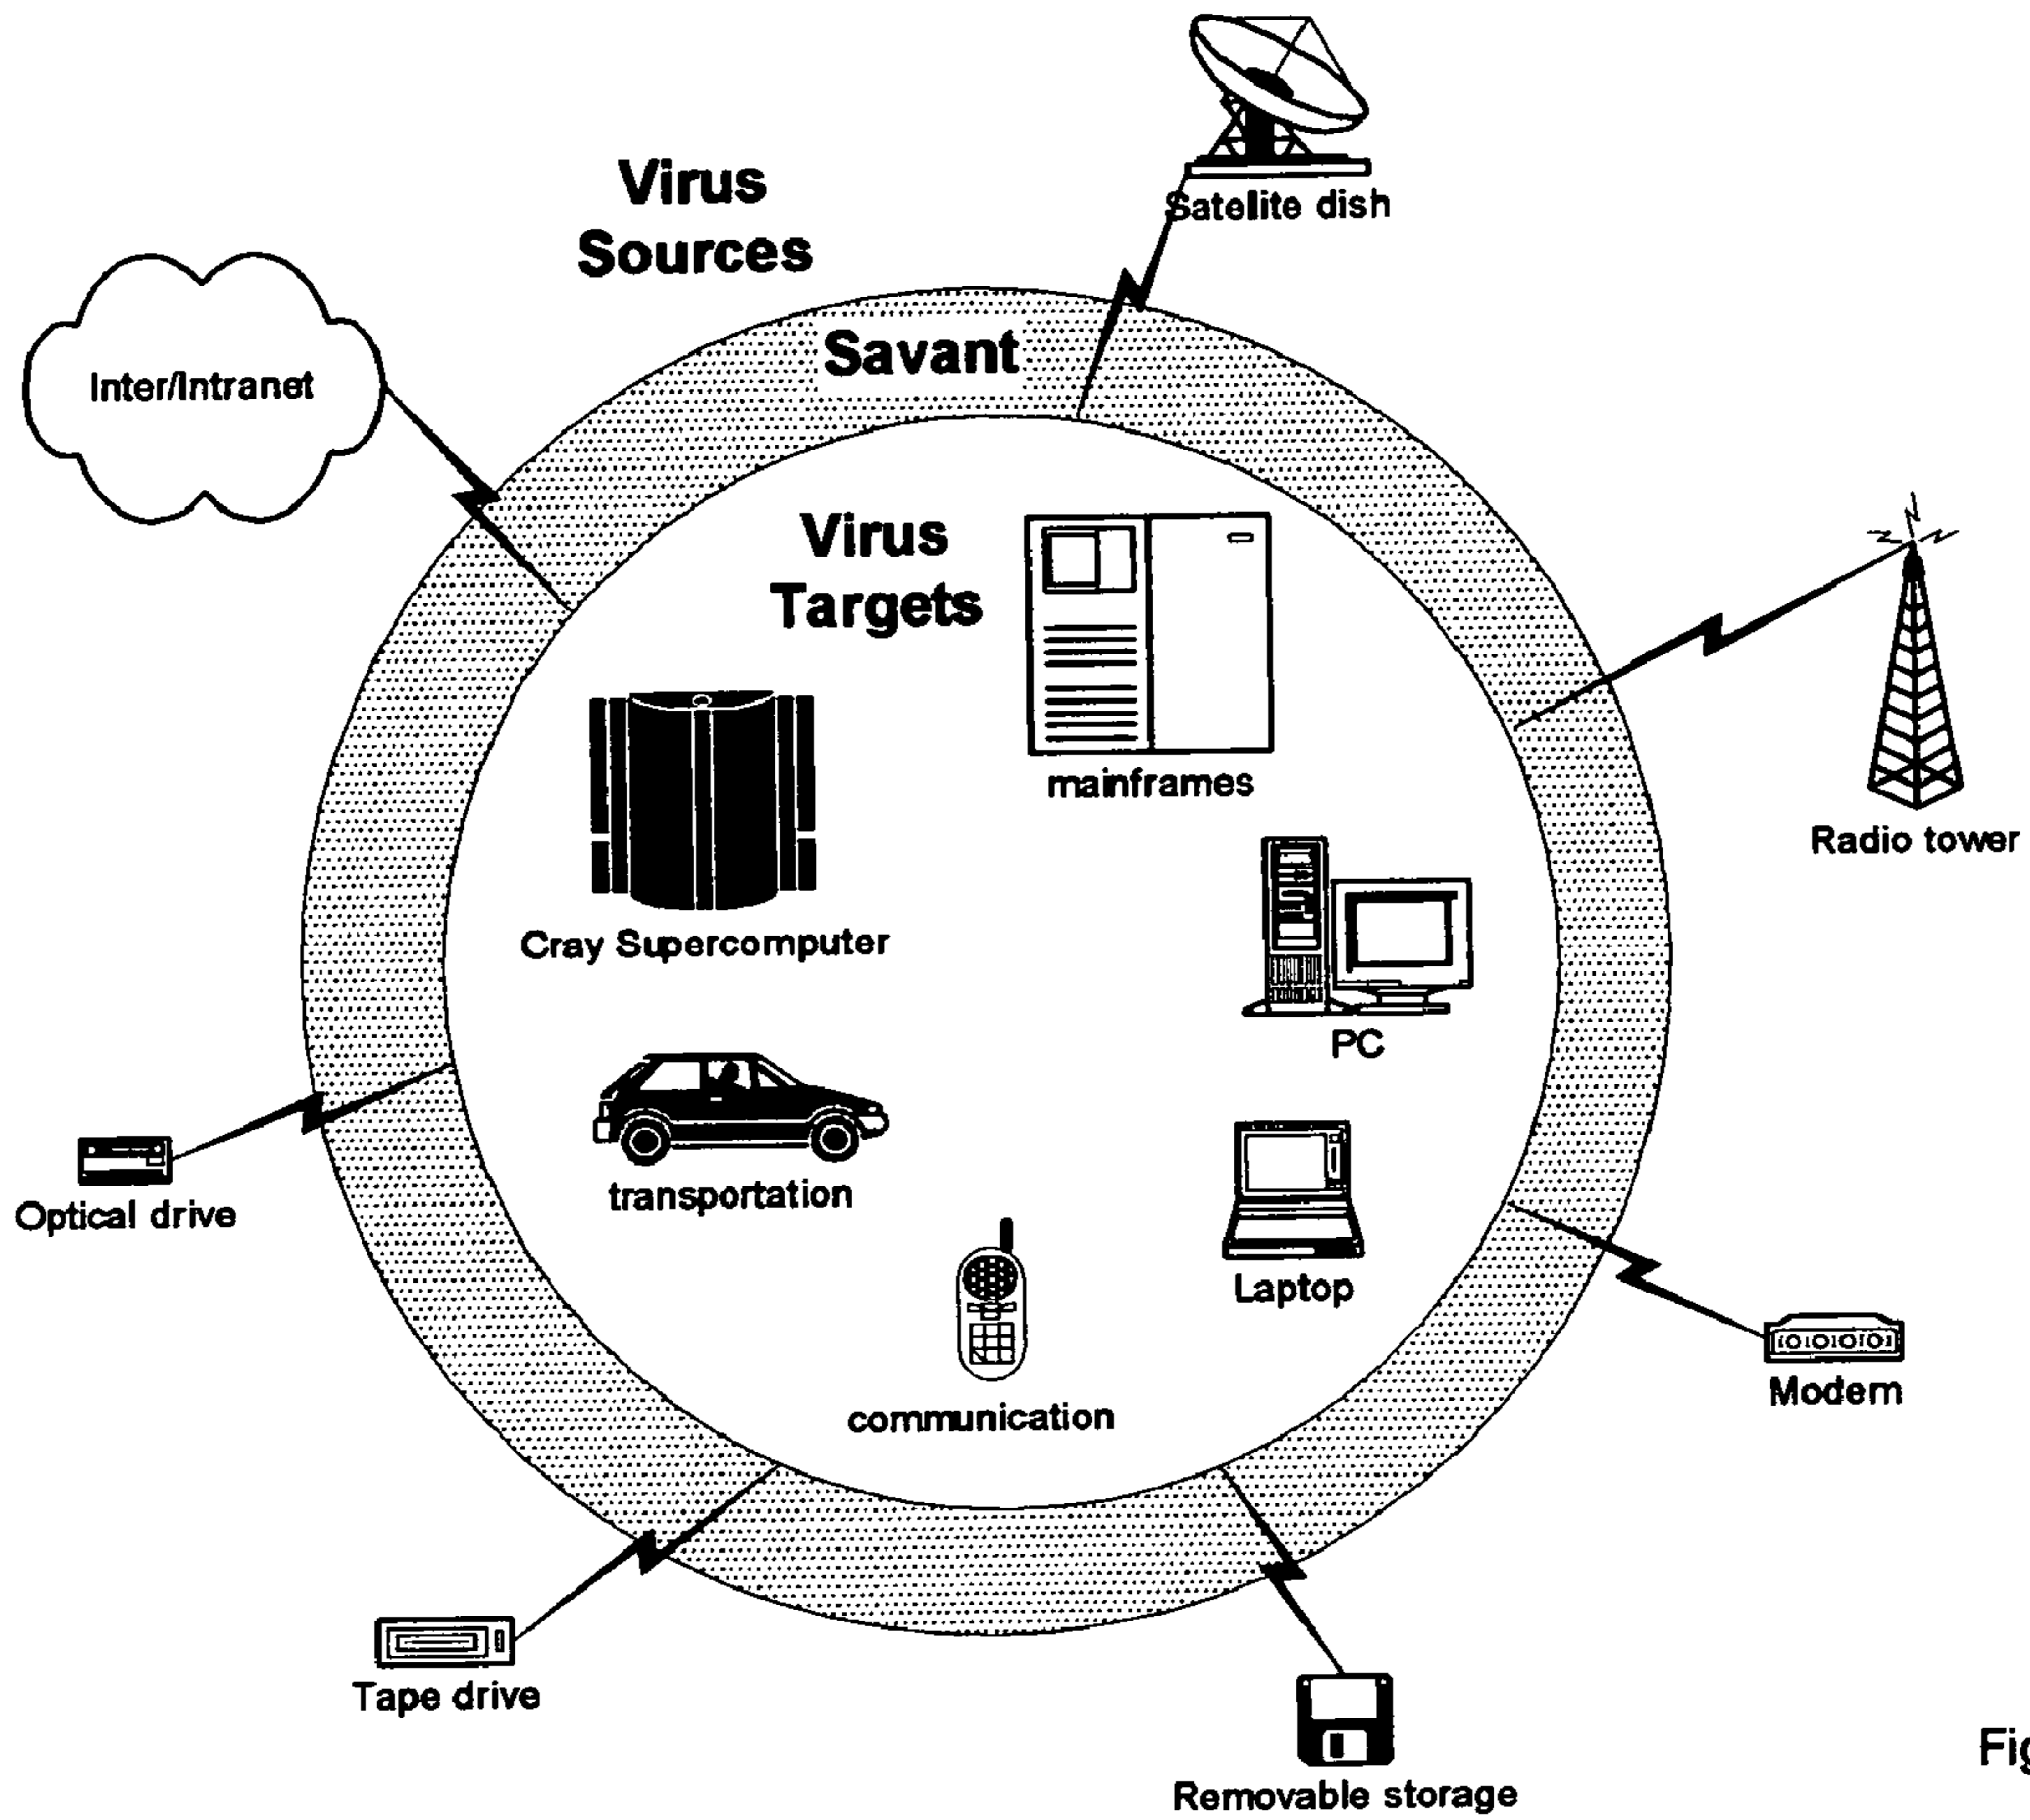 Satellite dish
Virus
Sources
Savant
Inter/Intranet
Virus
Targets
mainframes
Radio tower
Cray Supercomputer
PC
transportation
Optical drive
Laptop
Modem
communication
Tape drive
Removable storage